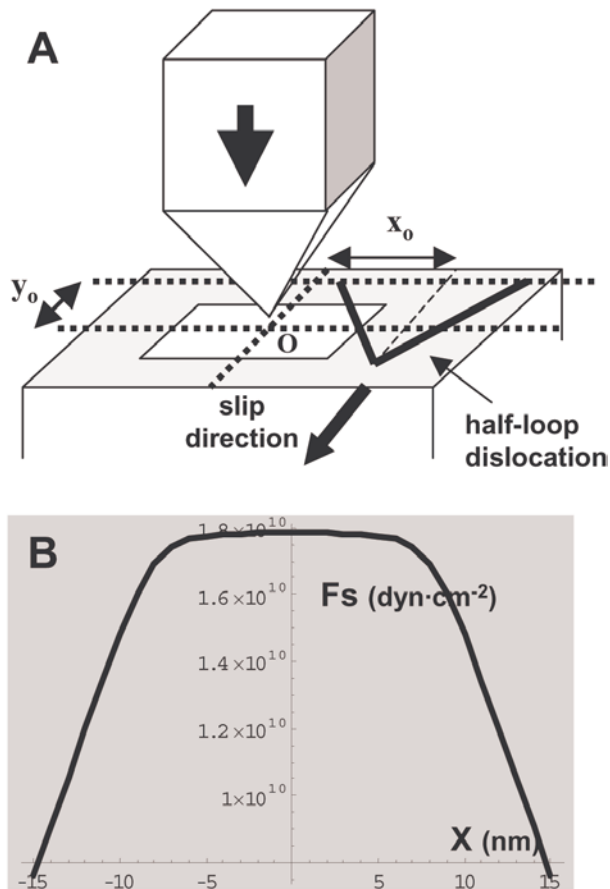 A
x₀
y₀
O
slip
direction
half-loop
dislocation
B
1.8×10¹⁰
Fs (dyn·cm⁻²)
1.6×10¹⁰
1.4×10¹⁰
1.2×10¹⁰
1×10¹⁰
X (nm)
-15 -10 -5 5 10 15